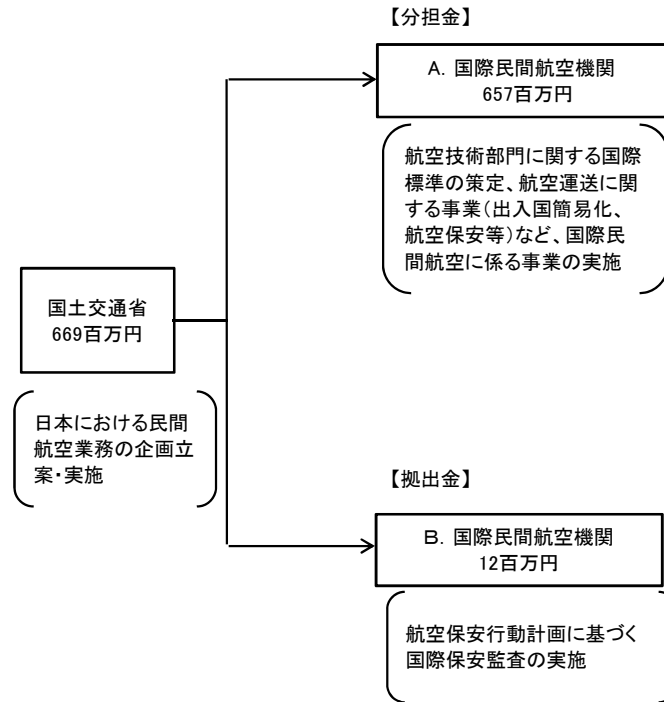 【分担金】
A. 国際民間航空機関
657百万円
航空技術部門に関する国際
標準の策定、航空運送に関
する事業(出入国簡易化、
航空保安等)など、国際民
間航空に係る事業の実施
国土交通省
669百万円
日本における民間
航空業務の企画立
案・実施
【拠出金】
B. 国際民間航空機関
12百万円
航空保安行動計画に基づく
国際保安監査の実施